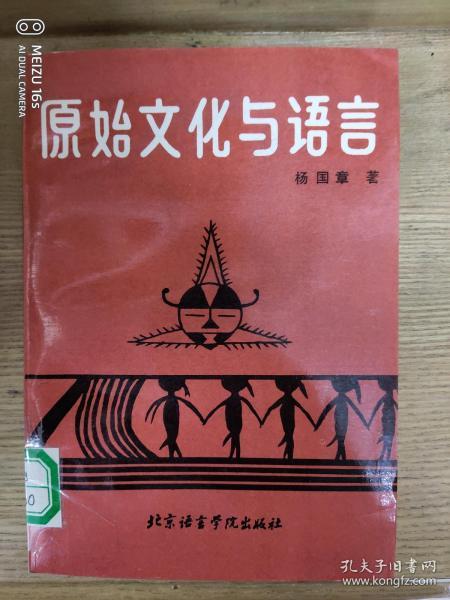 MEIZU 16s
AI DUAL CAMERA
原始文化与语言
杨国章 著
0
北京语言学院出版社
孔夫子旧书网
www.kongfz.com